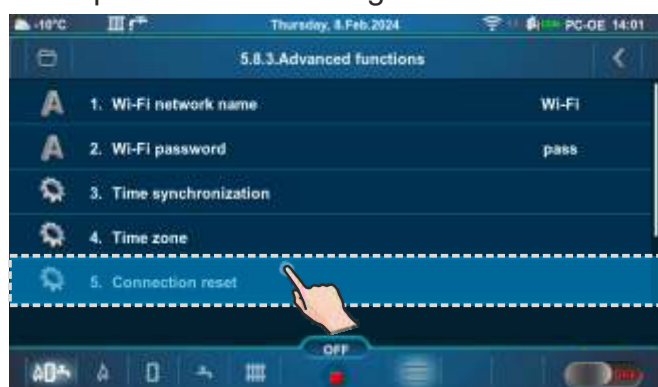 -10°C Thursday, 8.Feb.2024 PC-OE 14:01
5.8.3.Advanced functions
1. Wi-Fi network name Wi-Fi
2. Wi-Fi password pass
3. Time synchronization
4. Time zone
5. Connection reset
OFF